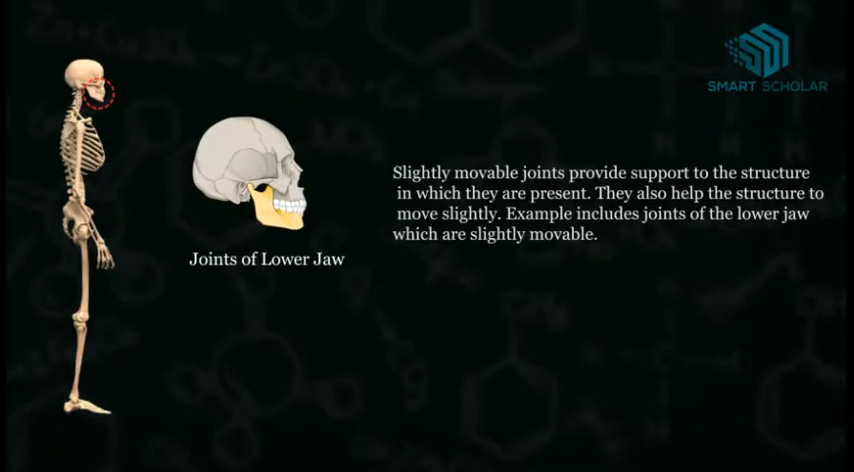 SMART SCHOLAR
Slightly movable joints provide support to the structure
in which they are present. They also help the structure to
move slightly. Example includes joints of the lower jaw
which are slightly movable.
Joints of Lower Jaw